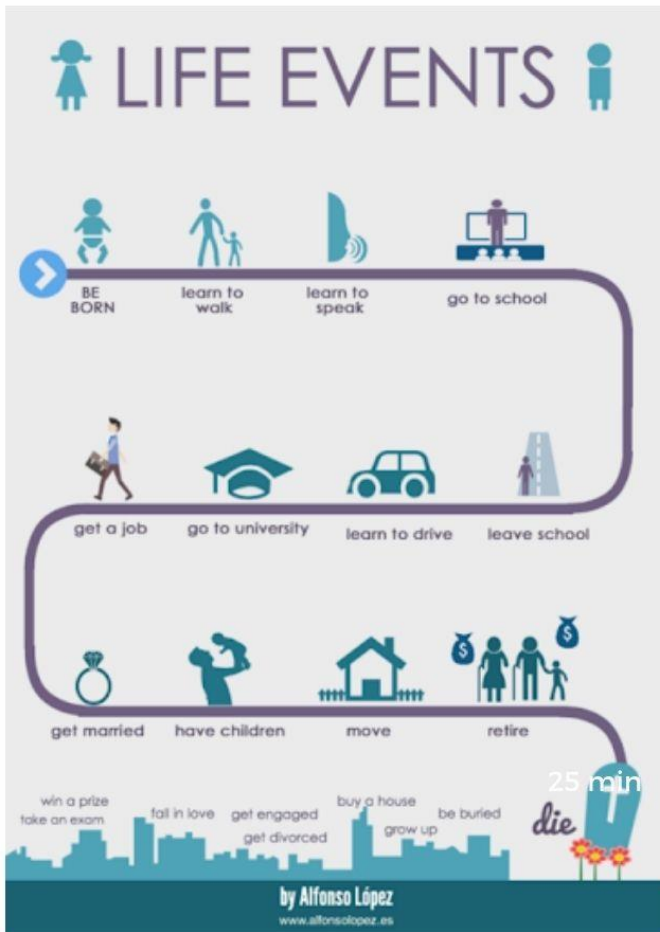 LIFE EVENTS
BE
BORN
learn to
walk
learn to
speak
go to school
get a job
go to university
learn to drive
leave school
get married
have children
move
retire
$
$
25 min
die
win a prize
take an exam
fall in love
get engaged
get divorced
buy a house
grow up
be buried
by Alfonso López
www.alfonsolopez.es